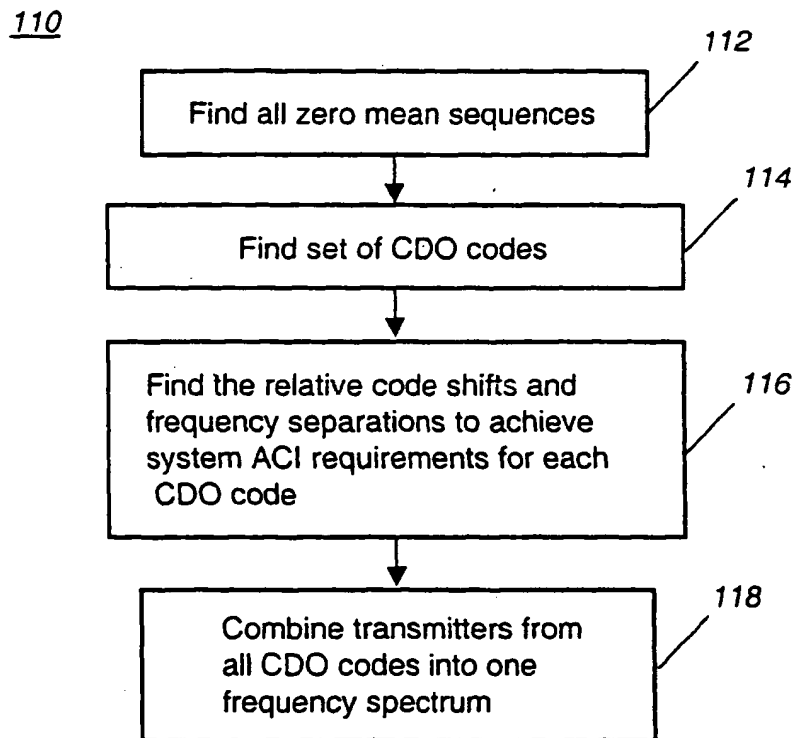 110
112
Find all zero mean sequences
114
Find set of CDO codes
116
Find the relative code shifts and
frequency separations to achieve
system ACI requirements for each
CDO code
118
Combine transmitters from
all CDO codes into one
frequency spectrum